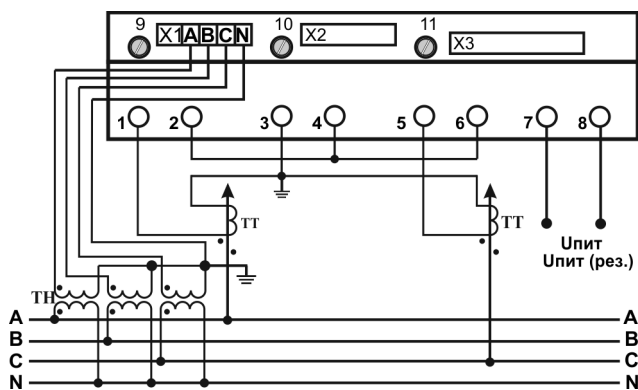 9 10 11
X1 A B C N X2 X3
1 2 3 4 5 6 7 8
ТТ ТТ
Uпит
Uпит (рез.)
ТН
A A
B B
C C
N N